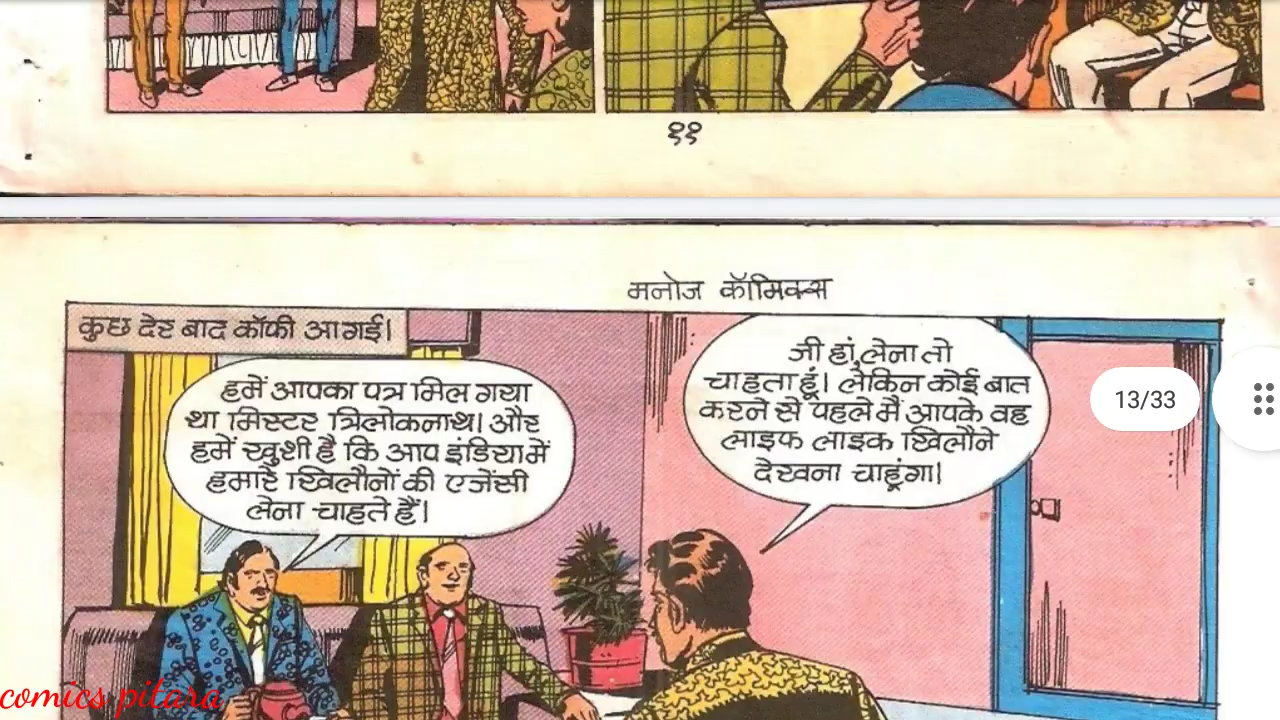 ११
मनोज कॉमिक्स
कुछ देर बाद कॉफी आ गई।
हमें आपका पत्र मिल गया
था मिस्टर त्रिलोकनाथ। और
हमें खुशी है कि आप इंडिया में
हमारे खिलौनों की एजेंसी
लेना चाहते हैं।
जी हां, लेना तो
चाहता हूं। लेकिन कोई बात
करने से पहले मैं आपके वह
लाइफ लाइक खिलौने
देखना चाहूंगा।
13/33
comics pitara